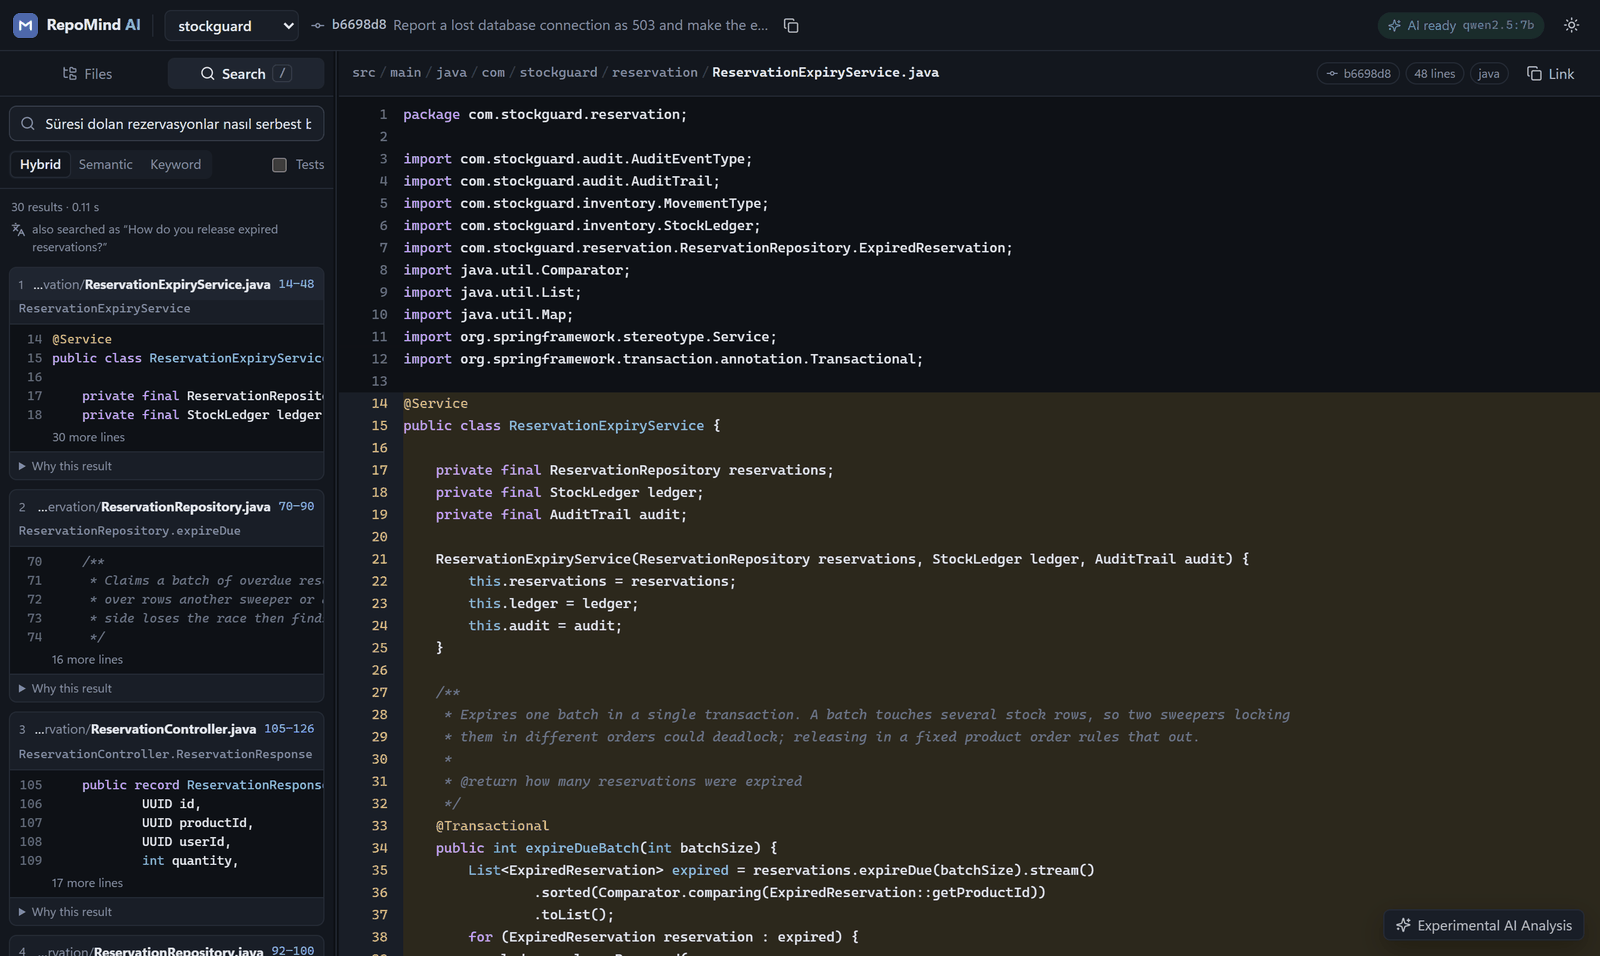 RepoMind AI
stockguard
b6698d8 Report a lost database connection as 503 and make the e...
AI ready qwen2.5:7b
Files
Search /
src / main / java / com / stockguard / reservation / ReservationExpiryService.java
b6698d8
48 lines
java
Link
Süresi dolan rezervasyonlar nasıl serbest
Hybrid Semantic Keyword
Tests
30 results · 0.11 s
also searched as “How do you release expired
reservations?”
1 ...vation/ReservationExpiryService.java 14–48
ReservationExpiryService
14 @Service
15 public class ReservationExpiryServic
16
17 private final ReservationReposit
18 private final StockLedger ledger
30 more lines
Why this result
2 ...ervation/ReservationRepository.java 70–90
ReservationRepository.expireDue
70 /**
71 * Claims a batch of overdue res
72 * over rows another sweeper or
73 * side loses the race then find
74 */
16 more lines
Why this result
3 ...rvation/ReservationController.java 105–126
ReservationController.ReservationResponse
105 public record ReservationRespons
106 UUID id,
107 UUID productId,
108 UUID userId,
109 int quantity,
17 more lines
Why this result
4 ...rvation/ReservationRepository.java 92–100
1 package com.stockguard.reservation;
2
3 import com.stockguard.audit.AuditEventType;
4 import com.stockguard.audit.AuditTrail;
5 import com.stockguard.inventory.MovementType;
6 import com.stockguard.inventory.StockLedger;
7 import com.stockguard.reservation.ReservationRepository.ExpiredReservation;
8 import java.util.Comparator;
9 import java.util.List;
10 import java.util.Map;
11 import org.springframework.stereotype.Service;
12 import org.springframework.transaction.annotation.Transactional;
13
14 @Service
15 public class ReservationExpiryService {
16
17 private final ReservationRepository reservations;
18 private final StockLedger ledger;
19 private final AuditTrail audit;
20
21 ReservationExpiryService(ReservationRepository reservations, StockLedger ledger, AuditTrail audit) {
22 this.reservations = reservations;
23 this.ledger = ledger;
24 this.audit = audit;
25 }
26
27 /**
28 * Expires one batch in a single transaction. A batch touches several stock rows, so two sweepers locking
29 * them in different orders could deadlock; releasing in a fixed product order rules that out.
30 *
31 * @return how many reservations were expired
32 */
33 @Transactional
34 public int expireDueBatch(int batchSize) {
35 List<ExpiredReservation> expired = reservations.expireDue(batchSize).stream()
36 .sorted(Comparator.comparing(ExpiredReservation::getProductId))
37 .toList();
38 for (ExpiredReservation reservation : expired) {
Experimental AI Analysis